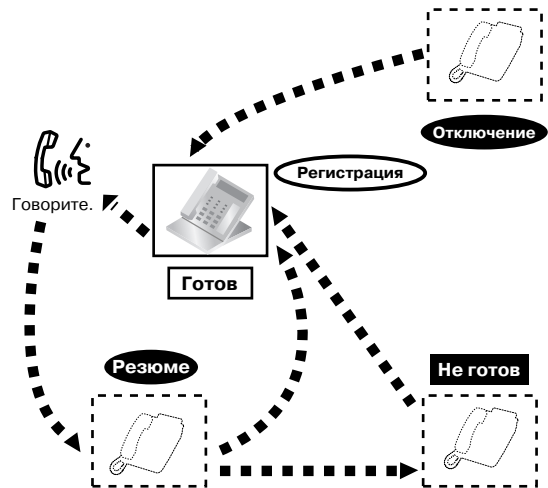 Отключение
Регистрация
Говорите.
Готов
Резюме
Не готов